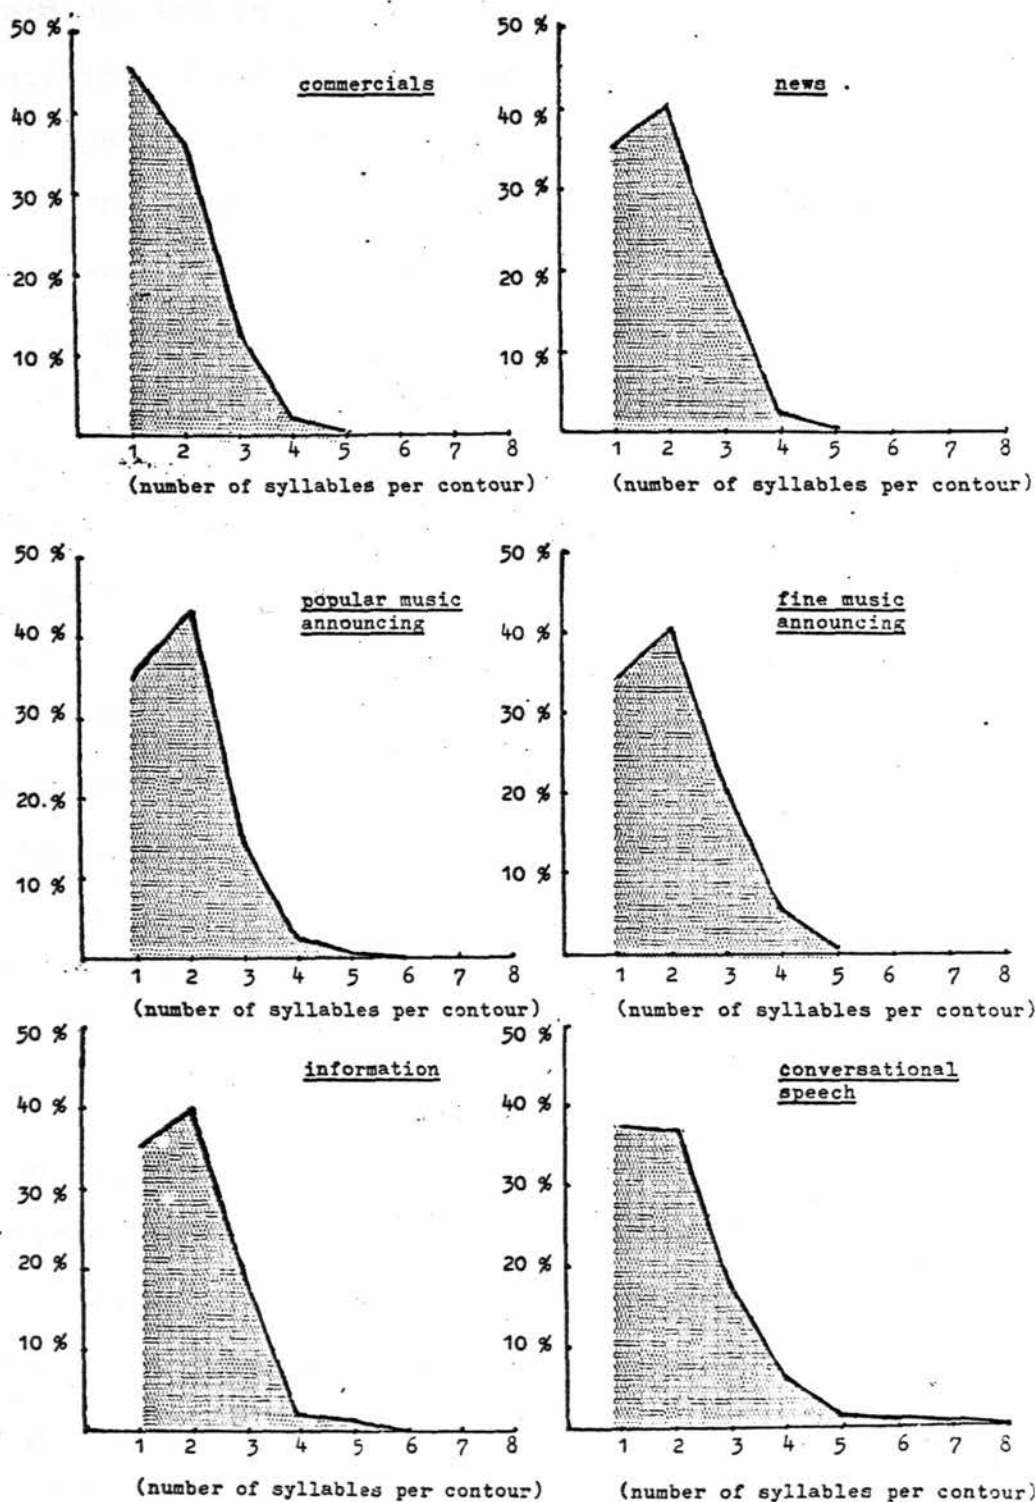 50 %
commercials
40 %
30 %
20 %
10 %
1 2 3 4 5 6 7 8
(number of syllables per contour)
50 %
news
40 %
30 %
20 %
10 %
1 2 3 4 5 6 7 8
(number of syllables per contour)
50 %
popular music
announcing
40 %
30 %
20 %
10 %
1 2 3 4 5 6 7 8
(number of syllables per contour)
50 %
fine music
announcing
40 %
30 %
20 %
10 %
1 2 3 4 5 6 7 8
(number of syllables per contour)
50 %
information
40 %
30 %
20 %
10 %
1 2 3 4 5 6 7 8
(number of syllables per contour)
50 %
conversational
speech
40 %
30 %
20 %
10 %
1 2 3 4 5 6 7 8
(number of syllables per contour)